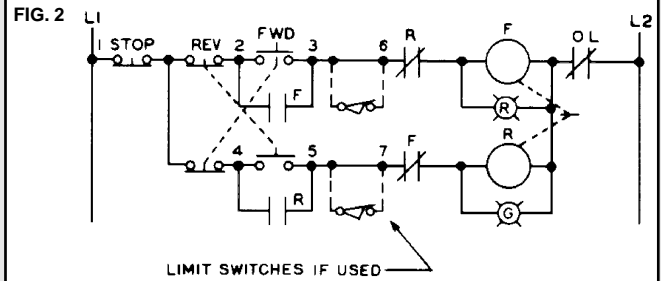 FIG. 2
L1
L2
1 STOP
REV
2
FWD
3
6
R
F
OL
F
R
4
5
7
F
R
R
G
LIMIT SWITCHES IF USED